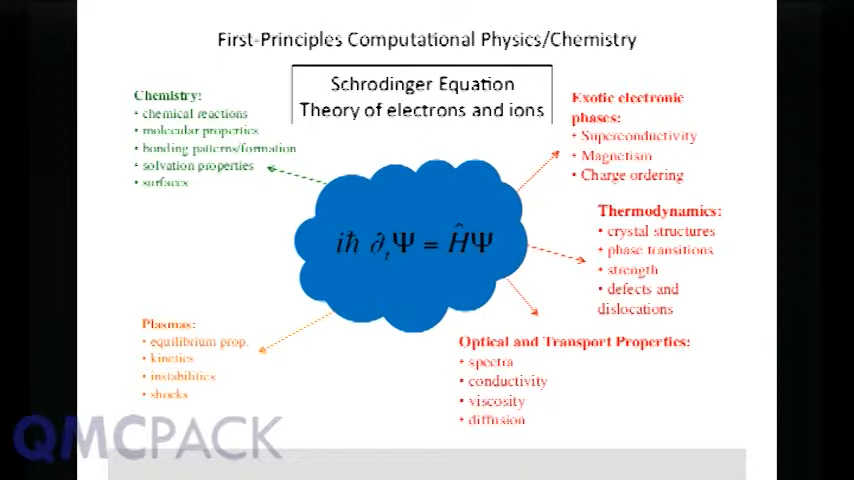 First-Principles Computational Physics/Chemistry
Schrodinger Equation
Theory of electrons and ions
Chemistry:
• chemical reactions
• molecular properties
• bonding patterns/formation
• solvation properties
• surfaces
Exotic electronic
phases:
• Superconductivity
• Magnetism
• Charge ordering
iħ ∂ₜΨ = ĤΨ
Thermodynamics:
• crystal structures
• phase transitions
• strength
• defects and
dislocations
Plasmas:
• equilibrium prop.
• kinetics
• instabilities
• shocks
Optical and Transport Properties:
• spectra
• conductivity
• viscosity
• diffusion
QMCPACK